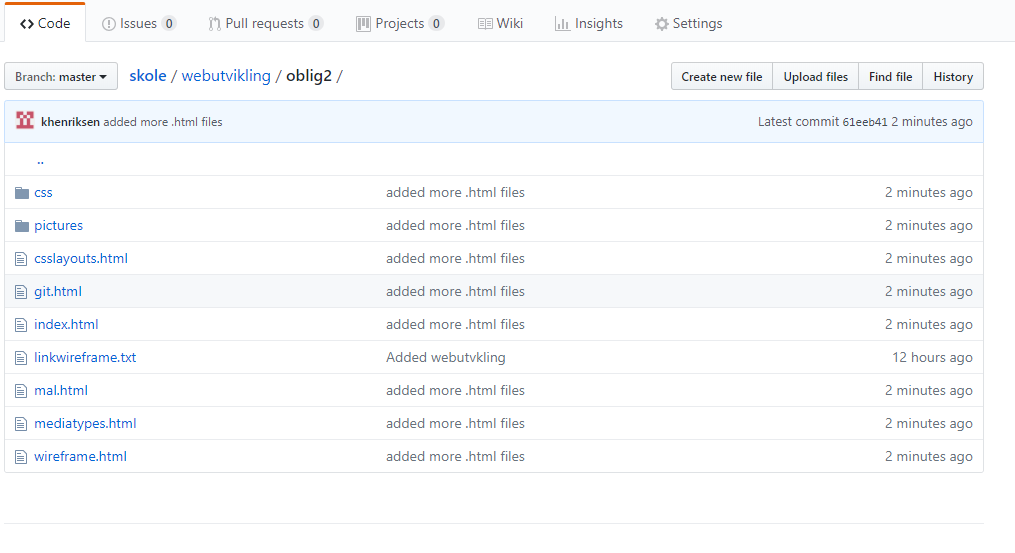 Code Issues 0 Pull requests 0 Projects 0 Wiki Insights Settings
Branch: master skole / webutvikling / oblig2 / Create new file Upload files Find file History
khenriksen added more .html files Latest commit 61eeb41 2 minutes ago
..
css added more .html files 2 minutes ago
pictures added more .html files 2 minutes ago
csslayouts.html added more .html files 2 minutes ago
git.html added more .html files 2 minutes ago
index.html added more .html files 2 minutes ago
linkwireframe.txt Added webutvkling 12 hours ago
mal.html added more .html files 2 minutes ago
mediatypes.html added more .html files 2 minutes ago
wireframe.html added more .html files 2 minutes ago